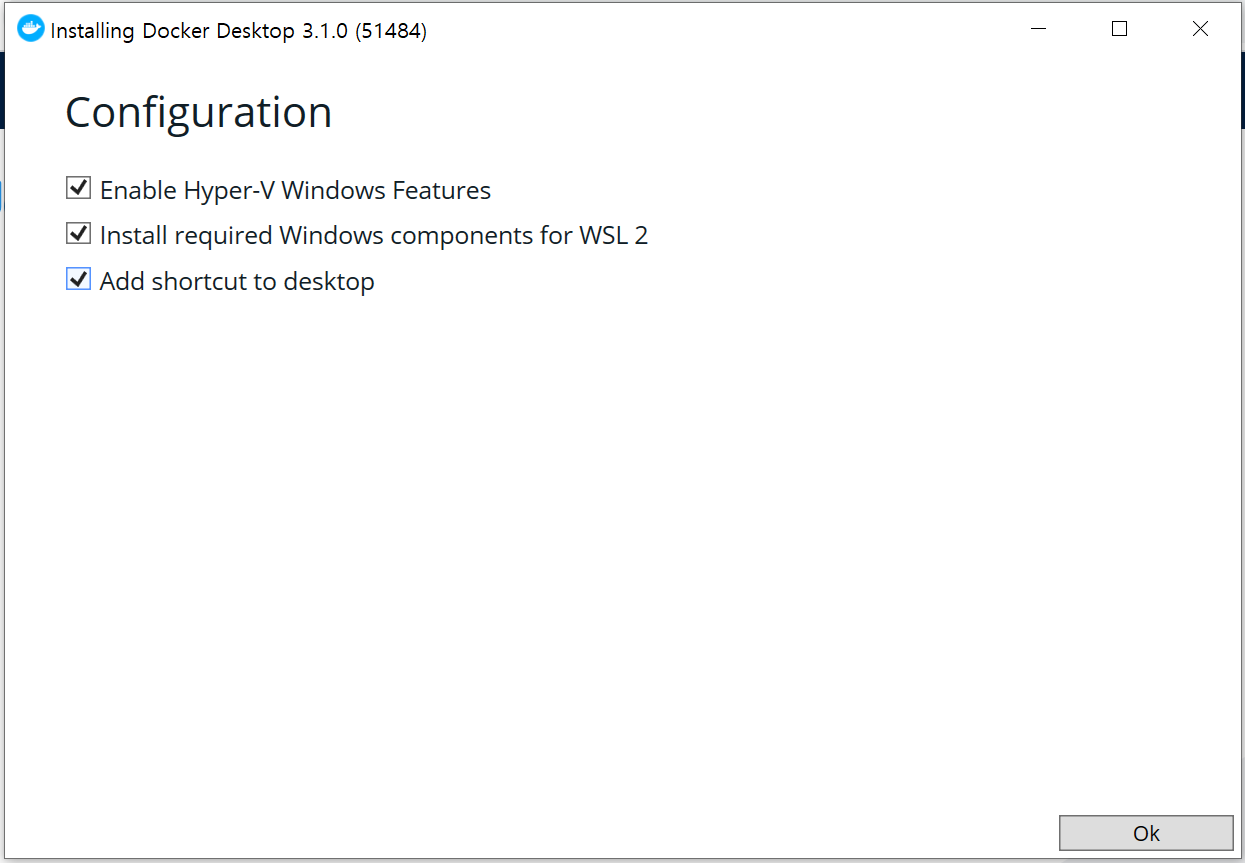 Installing Docker Desktop 3.1.0 (51484)
Configuration
Enable Hyper-V Windows Features
Install required Windows components for WSL 2
Add shortcut to desktop
Ok